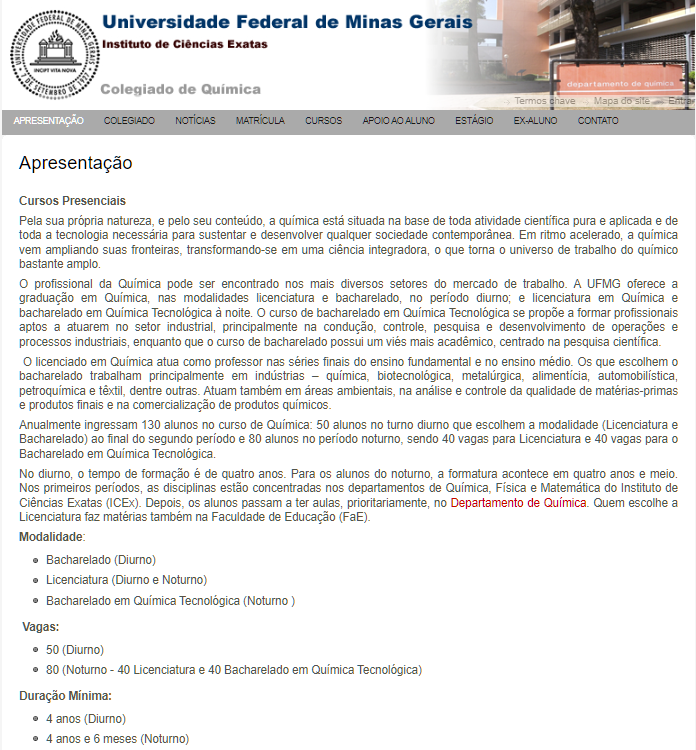 Universidade Federal de Minas Gerais
Instituto de Ciências Exatas
UNIVERSIDADE FEDERAL DE MINAS GERAIS
INCIPT VITA NOVA
7 DE SETEMBRO DE
Colegiado de Química
departamento de química
Termos chave Mapa do site Entra
APRESENTAÇÃO COLEGIADO NOTÍCIAS MATRÍCULA CURSOS APOIO AO ALUNO ESTÁGIO EX-ALUNO CONTATO
Apresentação
Cursos Presenciais
Pela sua própria natureza, e pelo seu conteúdo, a química está situada na base de toda atividade científica pura e aplicada e de
toda a tecnologia necessária para sustentar e desenvolver qualquer sociedade contemporânea. Em ritmo acelerado, a química
vem ampliando suas fronteiras, transformando-se em uma ciência integradora, o que torna o universo de trabalho do químico
bastante amplo.
O profissional da Química pode ser encontrado nos mais diversos setores do mercado de trabalho. A UFMG oferece a
graduação em Química, nas modalidades licenciatura e bacharelado, no período diurno; e licenciatura em Química e
bacharelado em Química Tecnológica à noite. O curso de bacharelado em Química Tecnológica se propõe a formar profissionais
aptos a atuarem no setor industrial, principalmente na condução, controle, pesquisa e desenvolvimento de operações e
processos industriais, enquanto que o curso de bacharelado possui um viés mais acadêmico, centrado na pesquisa científica.
O licenciado em Química atua como professor nas séries finais do ensino fundamental e no ensino médio. Os que escolhem o
bacharelado trabalham principalmente em indústrias – química, biotecnológica, metalúrgica, alimentícia, automobilística,
petroquímica e têxtil, dentre outras. Atuam também em áreas ambientais, na análise e controle da qualidade de matérias-primas
e produtos finais e na comercialização de produtos químicos.
Anualmente ingressam 130 alunos no curso de Química: 50 alunos no turno diurno que escolhem a modalidade (Licenciatura e
Bacharelado) ao final do segundo período e 80 alunos no período noturno, sendo 40 vagas para Licenciatura e 40 vagas para o
Bacharelado em Química Tecnológica.
No diurno, o tempo de formação é de quatro anos. Para os alunos do noturno, a formatura acontece em quatro anos e meio.
Nos primeiros períodos, as disciplinas estão concentradas nos departamentos de Química, Física e Matemática do Instituto de
Ciências Exatas (ICEx). Depois, os alunos passam a ter aulas, prioritariamente, no Departamento de Química. Quem escolhe a
Licenciatura faz matérias também na Faculdade de Educação (FaE).
Modalidade:
Bacharelado (Diurno)
Licenciatura (Diurno e Noturno)
Bacharelado em Química Tecnológica (Noturno )
Vagas:
50 (Diurno)
80 (Noturno - 40 Licenciatura e 40 Bacharelado em Química Tecnológica)
Duração Mínima:
4 anos (Diurno)
4 anos e 6 meses (Noturno)